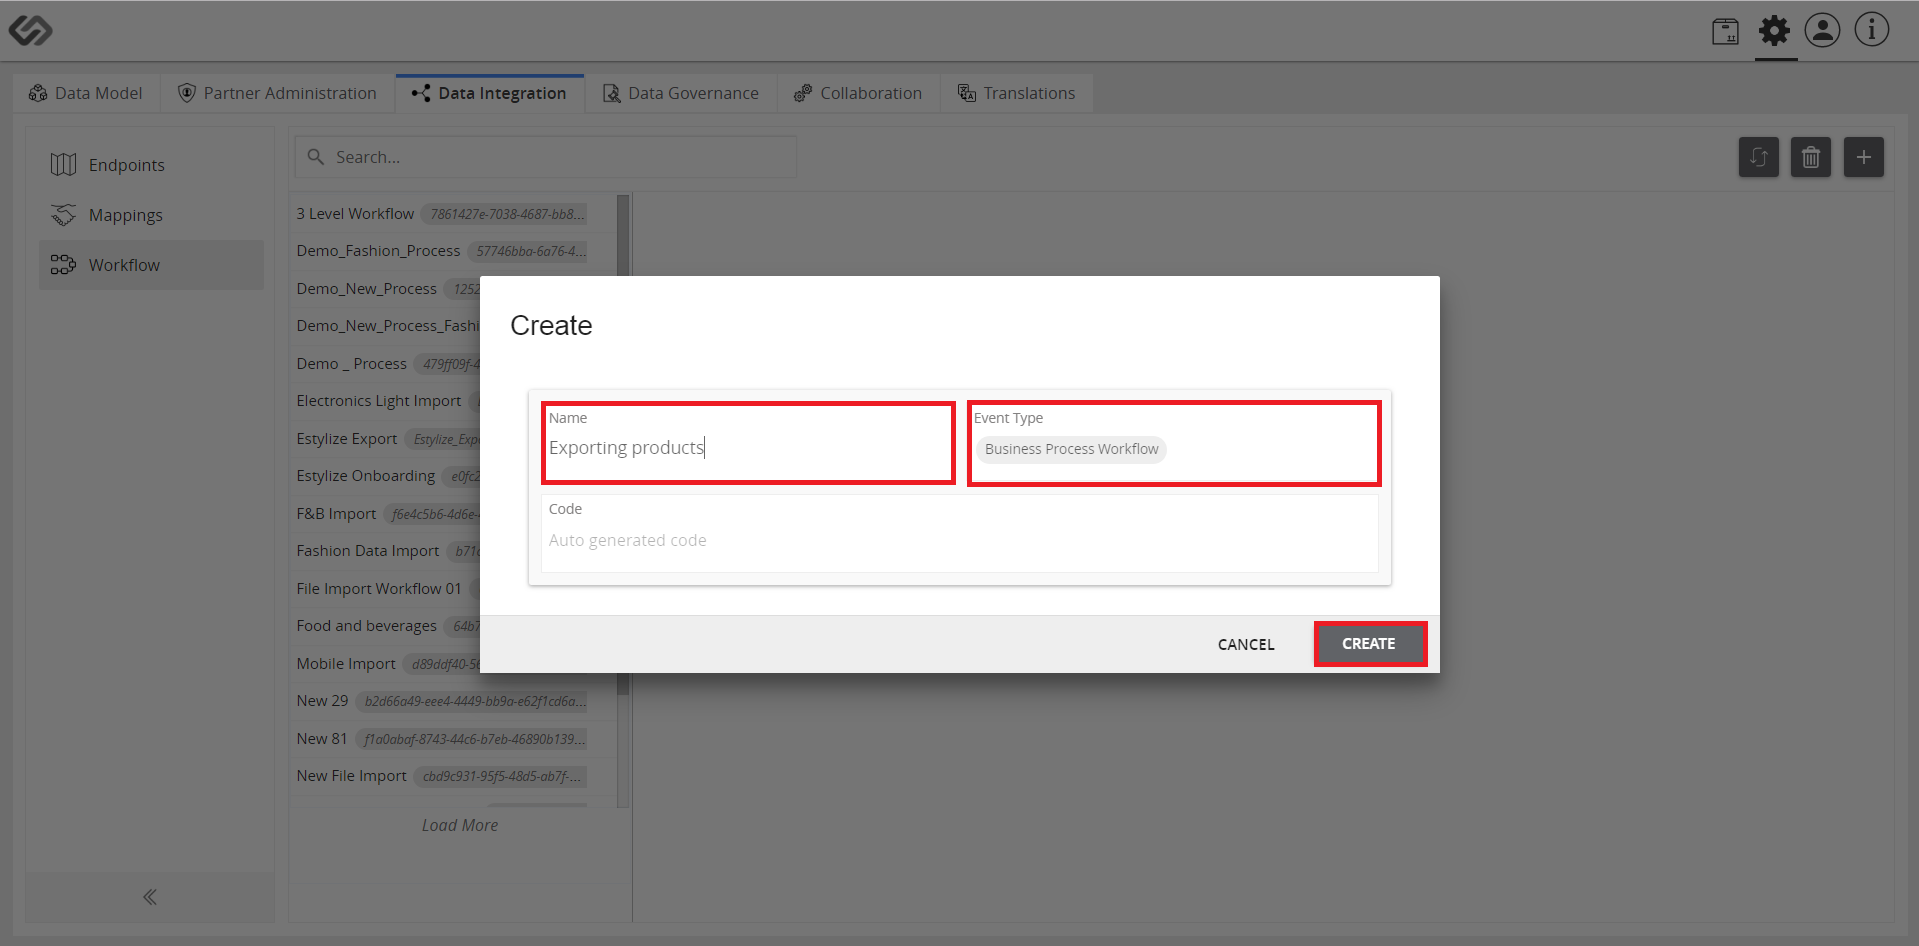 Data Model
Partner Administration
Data Integration
Data Governance
Collaboration
Translations
Endpoints
Mappings
Workflow
Search...
3 Level Workflow 7861427e-7038-4687-bb8...
Demo_Fashion_Process 57746bba-6a76-4...
Demo_New_Process 1252
Demo_New_Process_Fashi
Demo _ Process 479ff09f-4
Electronics Light Import
Estylize Export Estylize_Exp
Estylize Onboarding e0fc2
F&B Import f6e4c5b6-4d6e-
Fashion Data Import b71
File Import Workflow 01
Food and beverages 64b7
Mobile Import d89ddf40-56
New 29 b2d66a49-eee4-4449-bb9a-e62f1cd6a...
New 81 f1a0abaf-8743-44c6-b7eb-46890b139...
New File Import cbd9c931-95f5-48d5-ab7f-...
Load More
Create
Name
Exporting products
Event Type
Business Process Workflow
Code
Auto generated code
CANCEL
CREATE